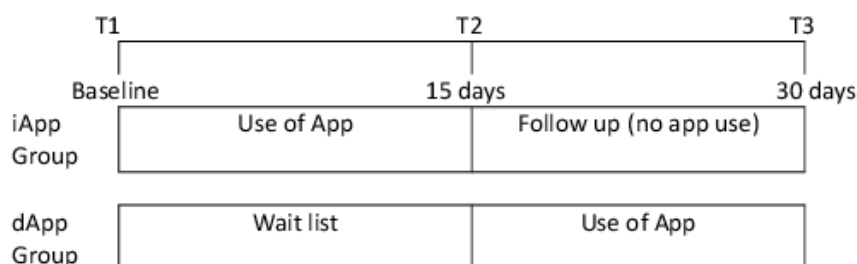 T1 T2 T3
Baseline 15 days 30 days
iApp Use of App Follow up (no app use)
Group
dApp Wait list Use of App
Group